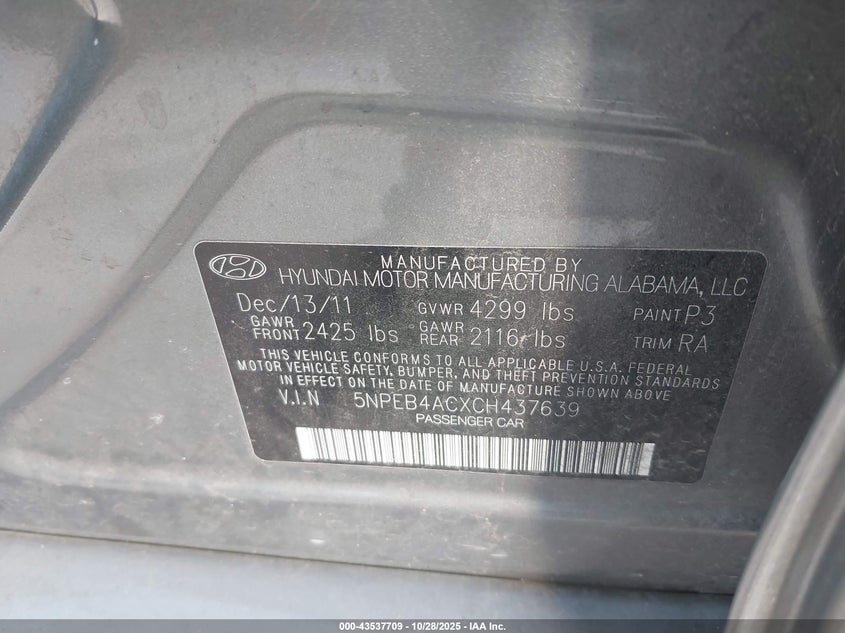 MANUFACTURED BY
HYUNDAI MOTOR MANUFACTURING ALABAMA, LLC
Dec/13/11 GVWR 4299 lbs PAINT P3
GAWR FRONT 2425 lbs GAWR REAR 2116 lbs TRIM RA
THIS VEHICLE CONFORMS TO ALL APPLICABLE U.S.A. FEDERAL
MOTOR VEHICLE SAFETY, BUMPER, AND THEFT PREVENTION STANDARDS
IN EFFECT ON THE DATE OF MANUFACTURE SHOWN ABOVE
V.I.N 5NPEB4ACXCH437639
PASSENGER CAR
000-43537709 - 10/28/2025 - IAA Inc.